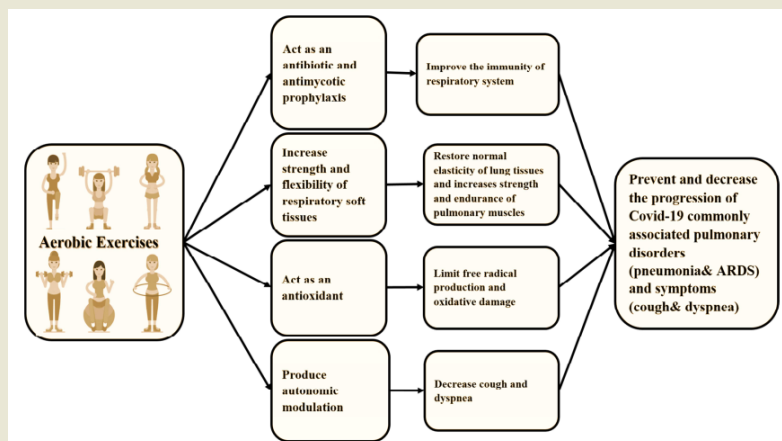 Aerobic Exercises
Act as an
antibiotic and
antimycotic
prophylaxis
Improve the immunity of
respiratory system
Increase
strength and
flexibility of
respiratory soft
tissues
Restore normal
elasticity of lung tissues
and increases strength
and endurance of
pulmonary muscles
Act as an
antioxidant
Limit free radical
production and
oxidative damage
Produce
autonomic
modulation
Decrease cough and
dyspnea
Prevent and decrease
the progression of
Covid-19 commonly
associated pulmonary
disorders
(pneumonia& ARDS)
and symptoms
(cough& dyspnea)